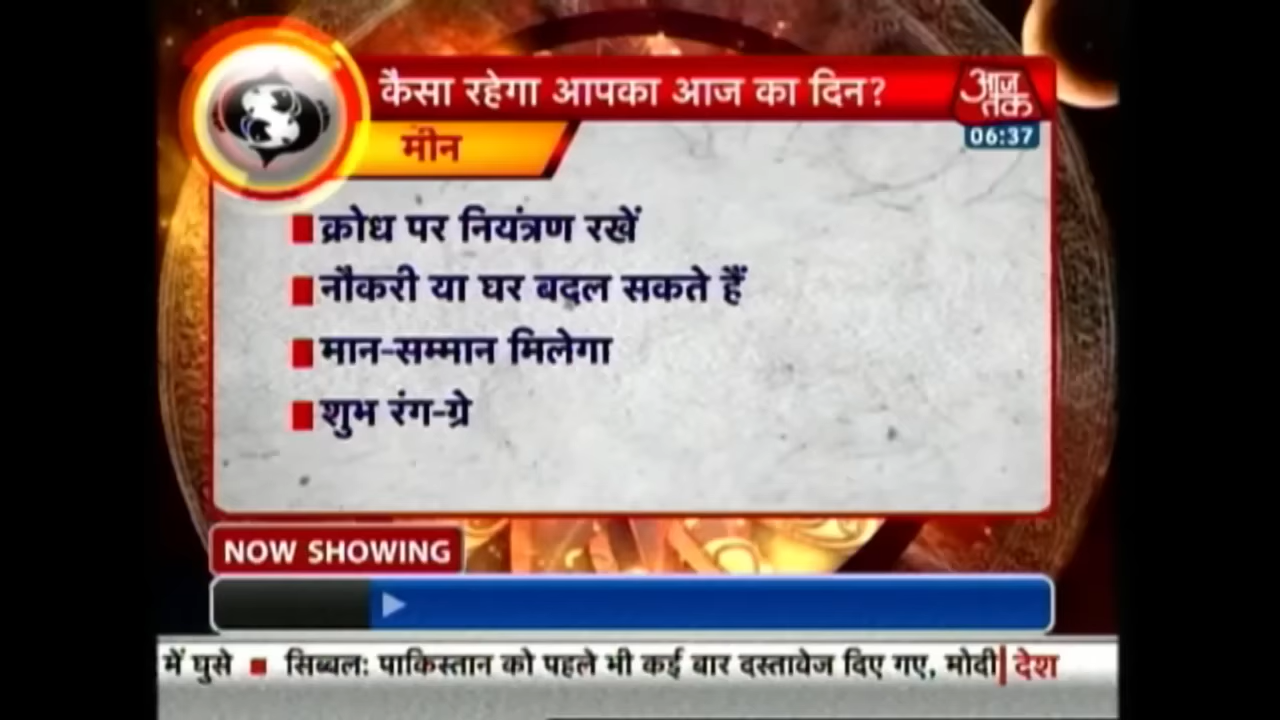 कैसा रहेगा आपका आज का दिन?
आज
तक
06:37
मीन
क्रोध पर नियंत्रण रखें
नौकरी या घर बदल सकते हैं
मान-सम्मान मिलेगा
शुभ रंग-ग्रे
NOW SHOWING
में घुसे ■ सिब्बल: पाकिस्तान को पहले भी कई बार दस्तावेज दिए गए, मोदी देश